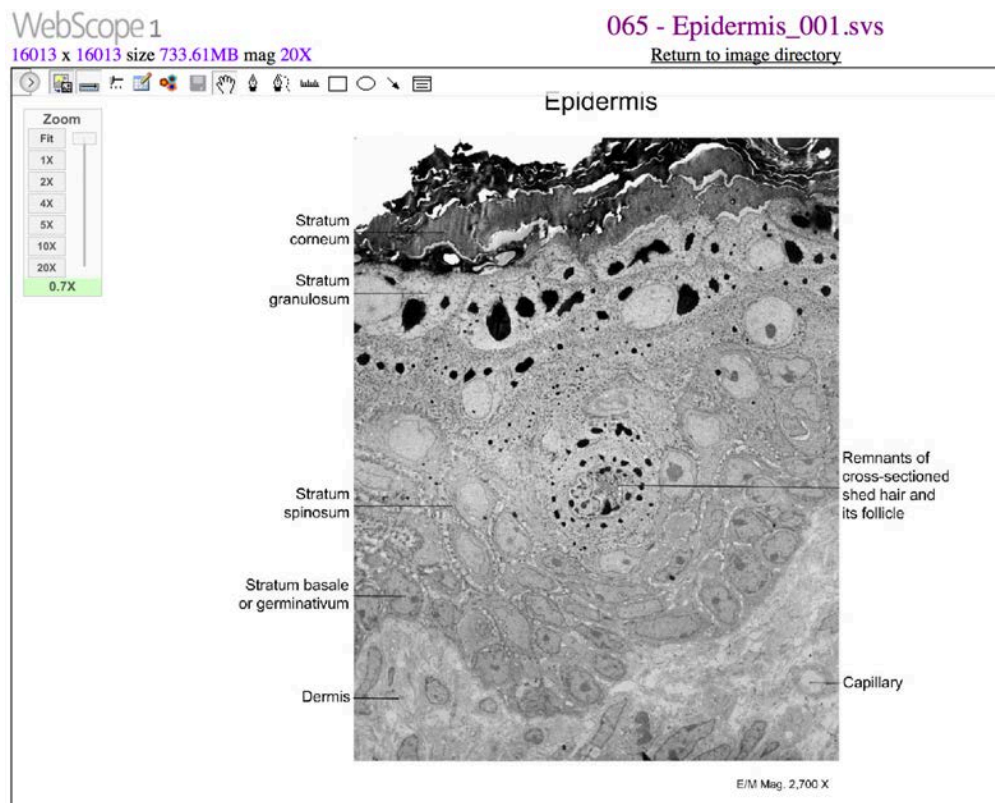 WebScope 1
065 - Epidermis_001.svs
16013 x 16013 size 733.61MB mag 20X
Return to image directory
Epidermis
Zoom
Fit
1X
2X
4X
5X
10X
20X
0.7X
Stratum
corneum
Stratum
granulosum
Remnants of
cross-sectioned
shed hair and
its follicle
Stratum
spinosum
Stratum basale
or germinativum
Dermis
Capillary
E/M Mag. 2,700 X